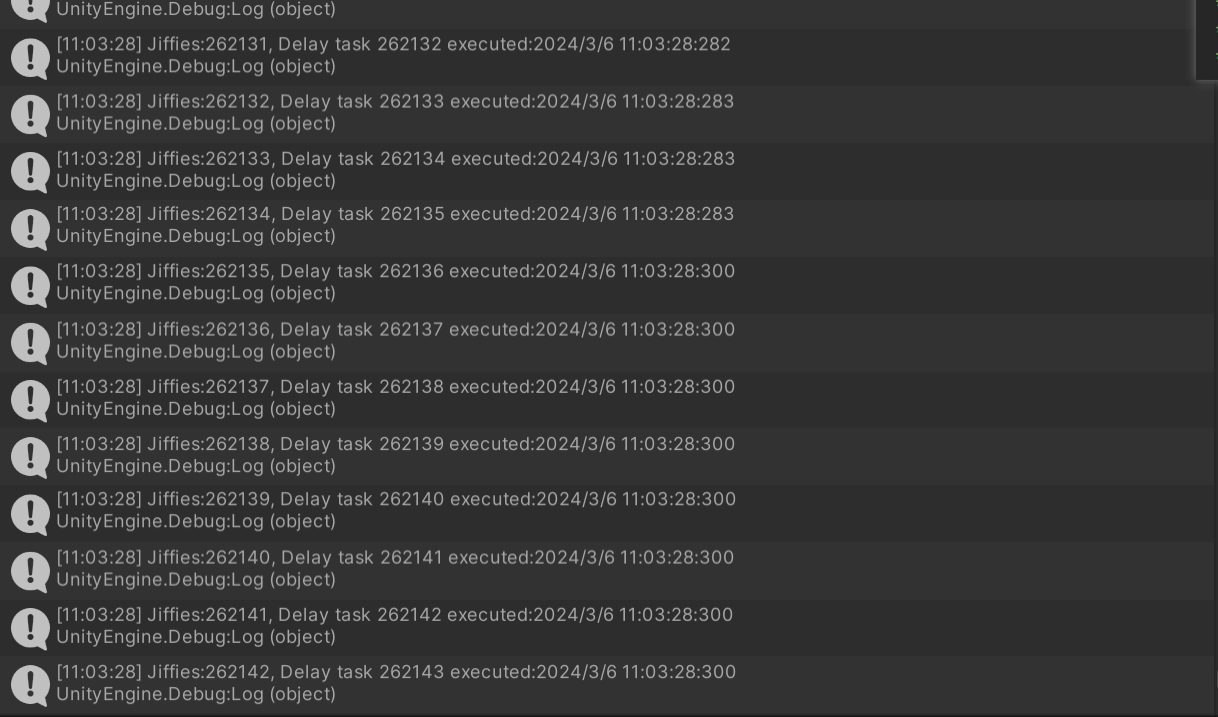 UnityEngine.Debug:Log (object)
[11:03:28] Jiffies:262131, Delay task 262132 executed:2024/3/6 11:03:28:282
UnityEngine.Debug:Log (object)
[11:03:28] Jiffies:262132, Delay task 262133 executed:2024/3/6 11:03:28:283
UnityEngine.Debug:Log (object)
[11:03:28] Jiffies:262133, Delay task 262134 executed:2024/3/6 11:03:28:283
UnityEngine.Debug:Log (object)
[11:03:28] Jiffies:262134, Delay task 262135 executed:2024/3/6 11:03:28:283
UnityEngine.Debug:Log (object)
[11:03:28] Jiffies:262135, Delay task 262136 executed:2024/3/6 11:03:28:300
UnityEngine.Debug:Log (object)
[11:03:28] Jiffies:262136, Delay task 262137 executed:2024/3/6 11:03:28:300
UnityEngine.Debug:Log (object)
[11:03:28] Jiffies:262137, Delay task 262138 executed:2024/3/6 11:03:28:300
UnityEngine.Debug:Log (object)
[11:03:28] Jiffies:262138, Delay task 262139 executed:2024/3/6 11:03:28:300
UnityEngine.Debug:Log (object)
[11:03:28] Jiffies:262139, Delay task 262140 executed:2024/3/6 11:03:28:300
UnityEngine.Debug:Log (object)
[11:03:28] Jiffies:262140, Delay task 262141 executed:2024/3/6 11:03:28:300
UnityEngine.Debug:Log (object)
[11:03:28] Jiffies:262141, Delay task 262142 executed:2024/3/6 11:03:28:300
UnityEngine.Debug:Log (object)
[11:03:28] Jiffies:262142, Delay task 262143 executed:2024/3/6 11:03:28:300
UnityEngine.Debug:Log (object)